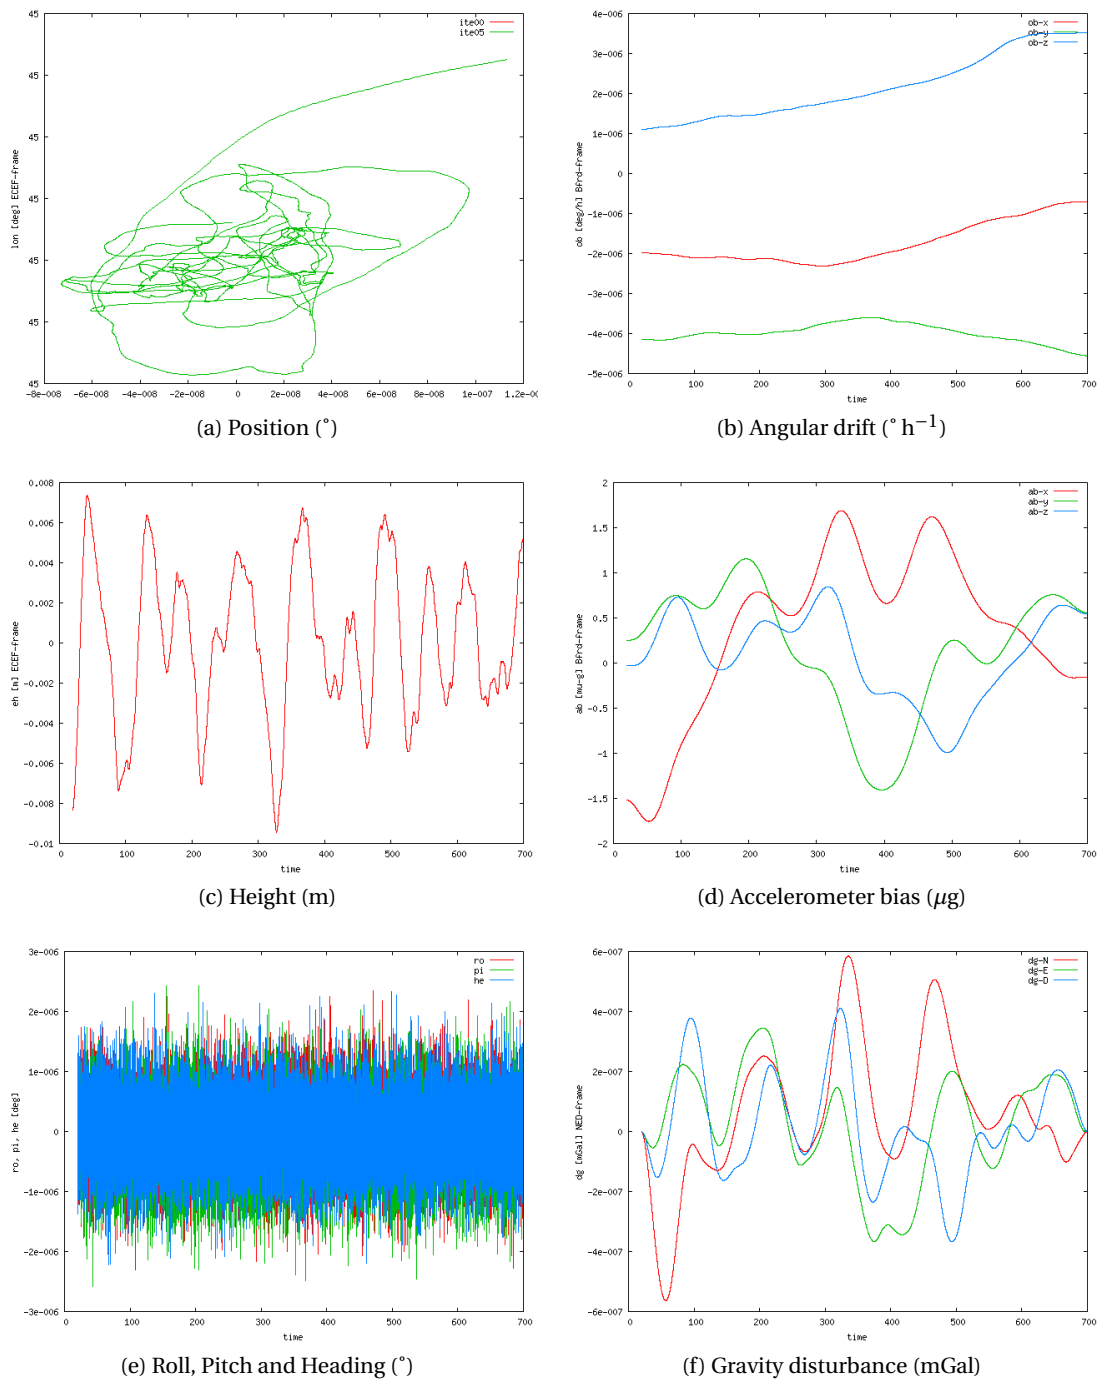 45
45
45
45
45
45
45
lon [deg] ECEF-frame
ite00
ite05
-8e-008 -6e-008 -4e-008 -2e-008 0 2e-008 4e-008 6e-008 8e-008 1e-007 1.2e-00
(a) Position (°)
4e-006
3e-006
2e-006
1e-006
0
-1e-006
-2e-006
-3e-006
-4e-006
-5e-006
ob [deg/h] Bfrd-frame
ob-x
ob-y
ob-z
0 100 200 300 400 500 600 700
time
(b) Angular drift (° h−1)
0.008
0.006
0.004
0.002
0
-0.002
-0.004
-0.006
-0.008
-0.01
eh [m] ECEF-frame
0 100 200 300 400 500 600 700
time
(c) Height (m)
2
1.5
1
0.5
0
-0.5
-1
-1.5
-2
ab [mu-g] Bfrd-frame
ab-x
ab-y
ab-z
0 100 200 300 400 500 600 700
time
(d) Accelerometer bias (μg)
3e-006
2e-006
1e-006
0
-1e-006
-2e-006
-3e-006
ro, pi, he [deg]
ro
pi
he
0 100 200 300 400 500 600 700
time
(e) Roll, Pitch and Heading (°)
6e-007
4e-007
2e-007
0
-2e-007
-4e-007
-6e-007
dg [mGal] NED-frame
dg-N
dg-E
dg-D
0 100 200 300 400 500 600 700
time
(f) Gravity disturbance (mGal)